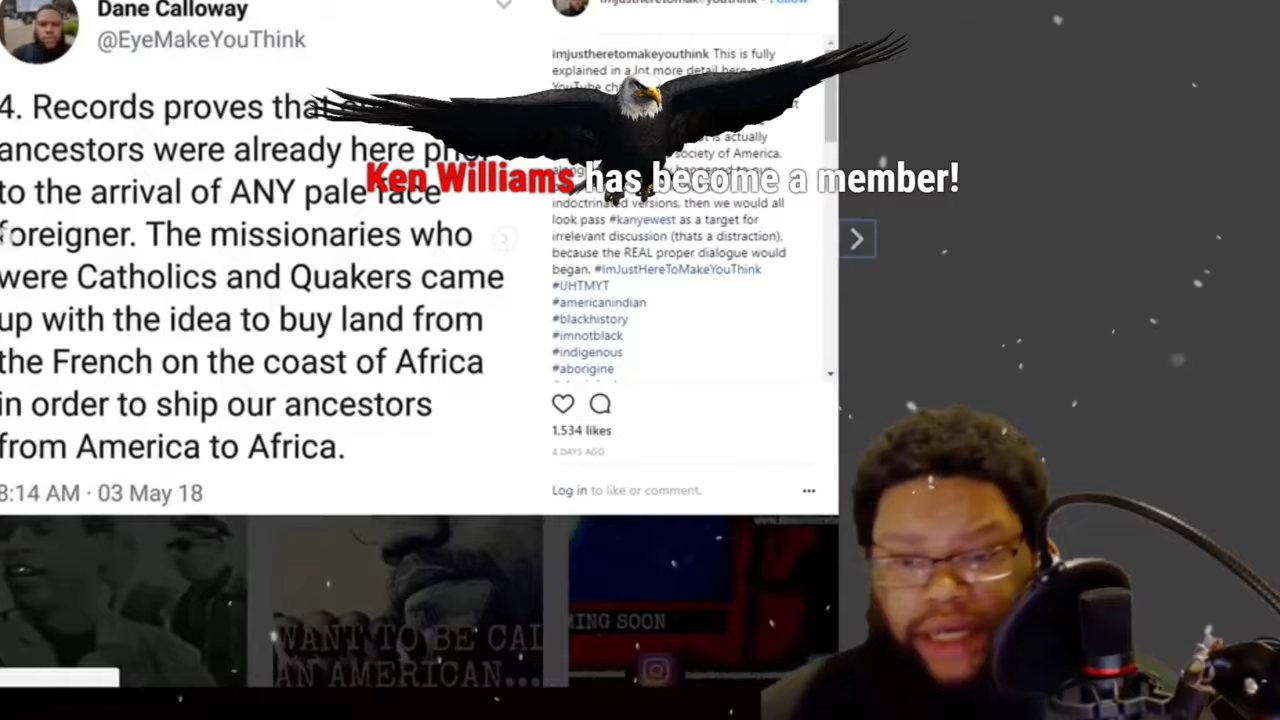 Dane Calloway
@EyeMakeYouThink
4. Records proves that
ancestors were already here
to the arrival of ANY pale face
foreigner. The missionaries who
were Catholics and Quakers came
up with the idea to buy land from
the French on the coast of Africa
in order to ship our ancestors
from America to Africa.
8:14 AM · 03 May 18
imjustheretomakeyouthink • Follow
imjustheretomakeyouthink This is fully
explained in a lot more detail here
YouTube
is actually
society of America,
indoctrinated versions, then we would all
look pass #kanyewest as a target for
irrelevant discussion (thats a distraction),
because the REAL proper dialogue would
began. #ImJustHereToMakeYouThink
#IJHTMYT
#americanindian
#blackhistory
#imnotblack
#indigenous
#aborigine
1,534 likes
4 DAYS AGO
Log in to like or comment.
Ken Williams has become a member!
WANT TO BE CAL
AN AMERICAN...
MING SOON